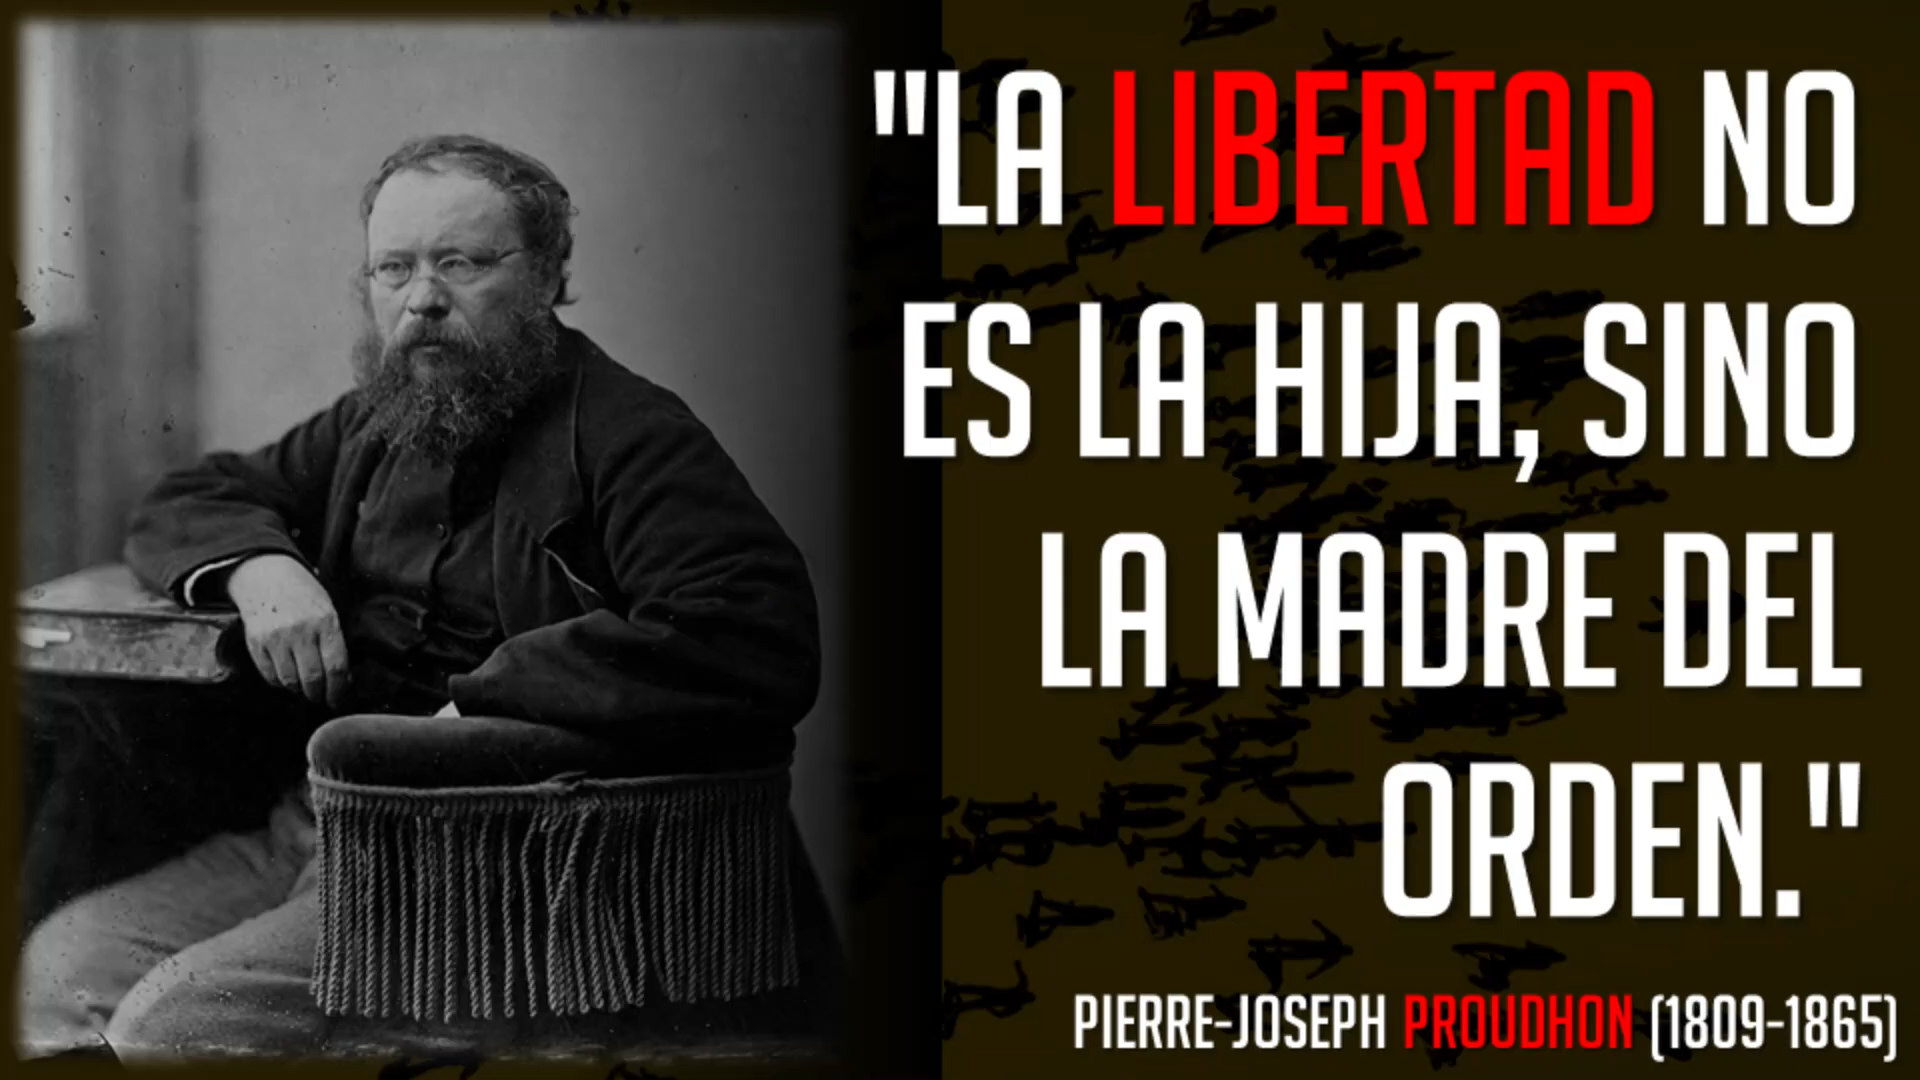 "LA LIBERTAD NO
ES LA HIJA, SINO
LA MADRE DEL
ORDEN."
PIERRE-JOSEPH PROUDHON (1809-1865)